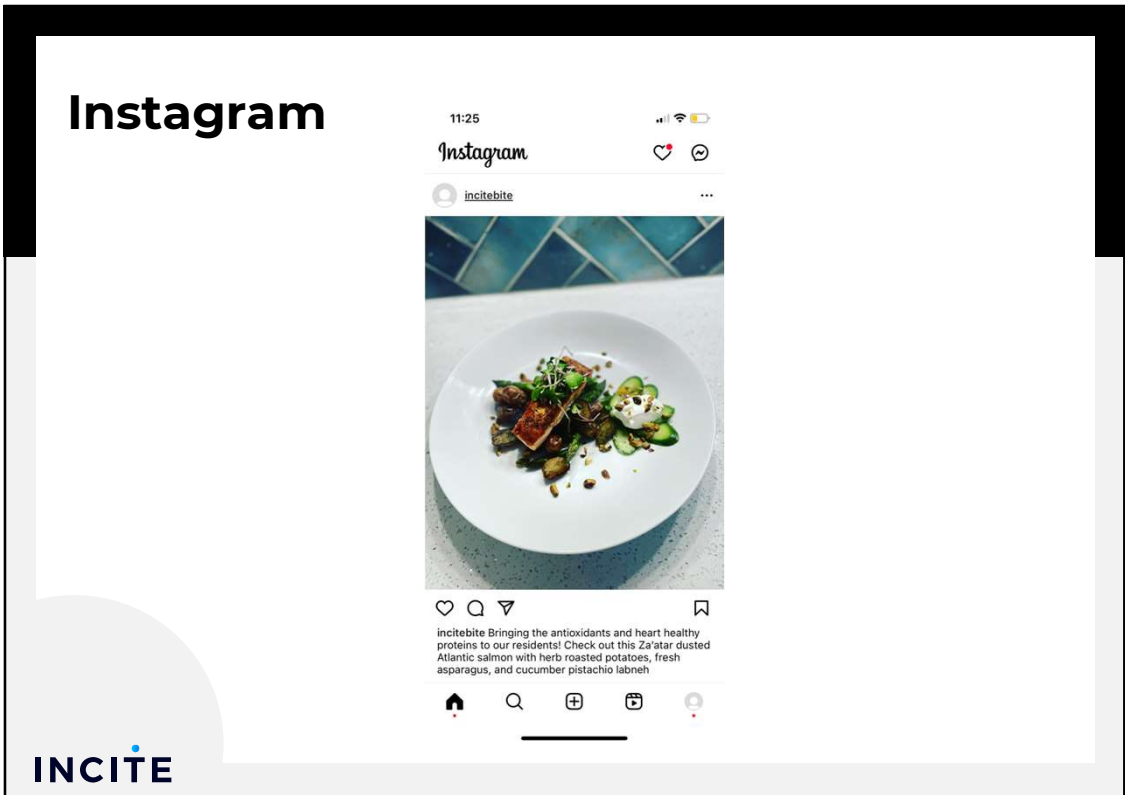 Instagram
11:25
Instagram
incitebite
incitebite Bringing the antioxidants and heart healthy
proteins to our residents! Check out this Za'atar dusted
Atlantic salmon with herb roasted potatoes, fresh
asparagus, and cucumber pistachio labneh
INCITE